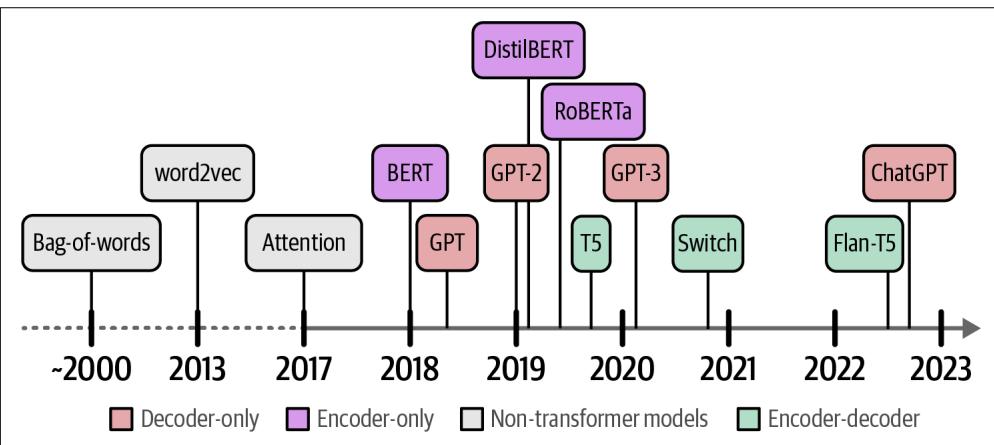 DistilBERT
RoBERTa
word2vec
BERT
GPT-2
GPT-3
ChatGPT
Bag-of-words
Attention
GPT
T5
Switch
Flan-T5
~2000 2013 2017 2018 2019 2020 2021 2022 2023
Decoder-only Encoder-only Non-transformer models Encoder-decoder